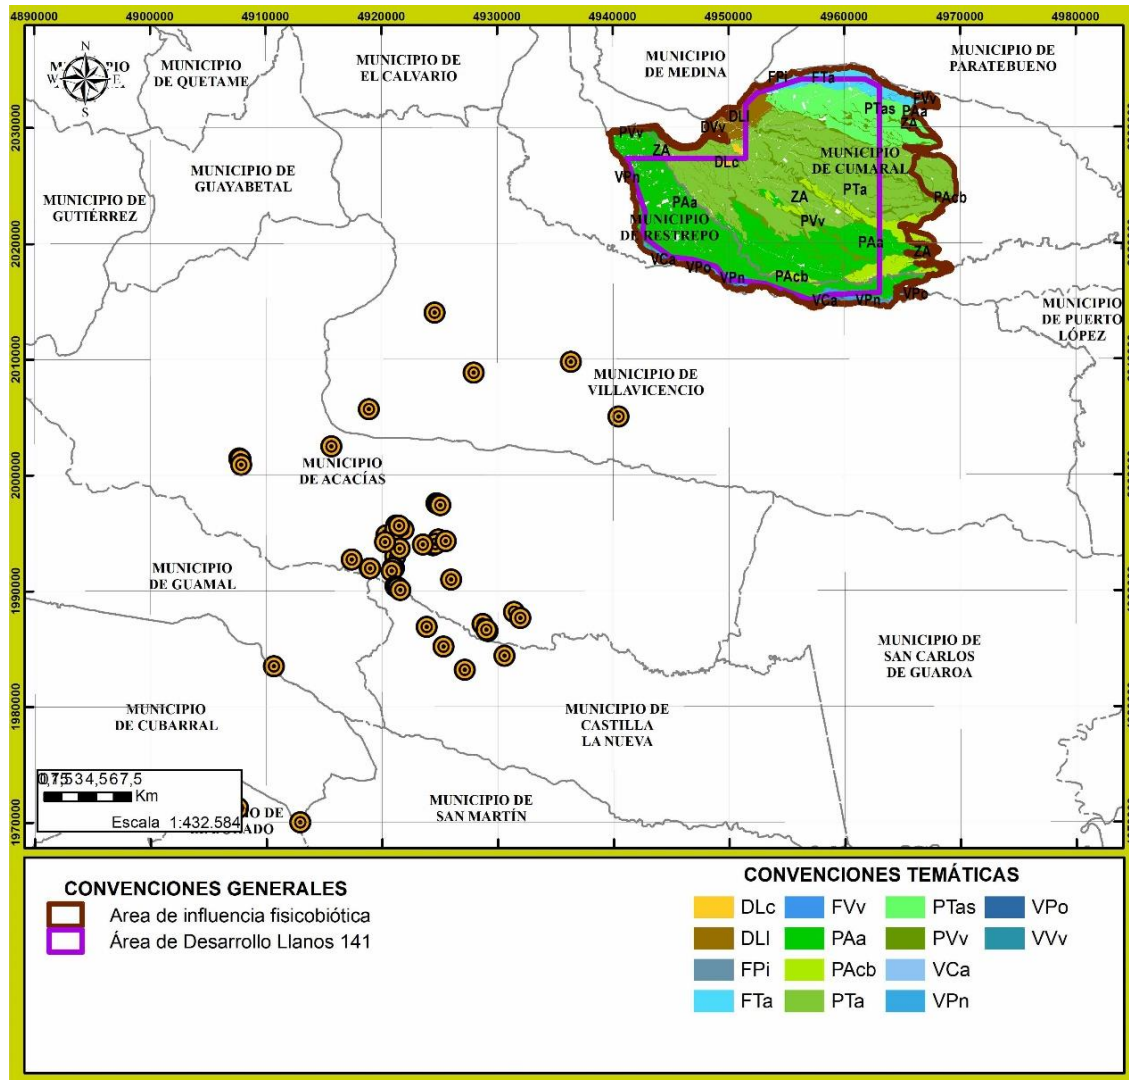 4890000 4900000 4910000 4920000 4930000 4940000 4950000 4960000 4970000 4980000
N
W E
S
MUNICIPIO
DE QUETAME
MUNICIPIO DE
EL CALVARIO
MUNICIPIO
DE MEDINA
MUNICIPIO DE
PARATEBUENO
2030000
FPi
FTa
FVv
PTas
PAa
ZA
DLl
DVv
PVv
ZA
DLc
MUNICIPIO
DE CUMARAL
MUNICIPIO DE
GUAYABETAL
VPn
MUNICIPIO DE
GUTIÉRREZ
PAa
ZA
PTa
PAcb
MUNICIPIO
DE RESTREPO
PVv
2020000
PAa
ZA
VCa
VPo
VPn
PAcb
VCa
VPn
VPo
MUNICIPIO
DE PUERTO
LÓPEZ
2010000
MUNICIPIO DE
VILLAVICENCIO
MUNICIPIO
DE ACACÍAS
2000000
MUNICIPIO
DE GUAMAL
1990000
MUNICIPIO DE
SAN CARLOS
DE GUAROA
1980000
MUNICIPIO
DE CUBARRAL
MUNICIPIO DE
CASTILLA
LA NUEVA
MUNICIPIO DE
SAN MARTÍN
Km
Escala 1:432.584
1970000
CONVENCIONES GENERALES
Area de influencia fisicobiótica
Área de Desarrollo Llanos 141
CONVENCIONES TEMÁTICAS
DLc FVv PTas VPo
DLl PAa PVv VVv
FPi PAcb VCa
FTa PTa VPn